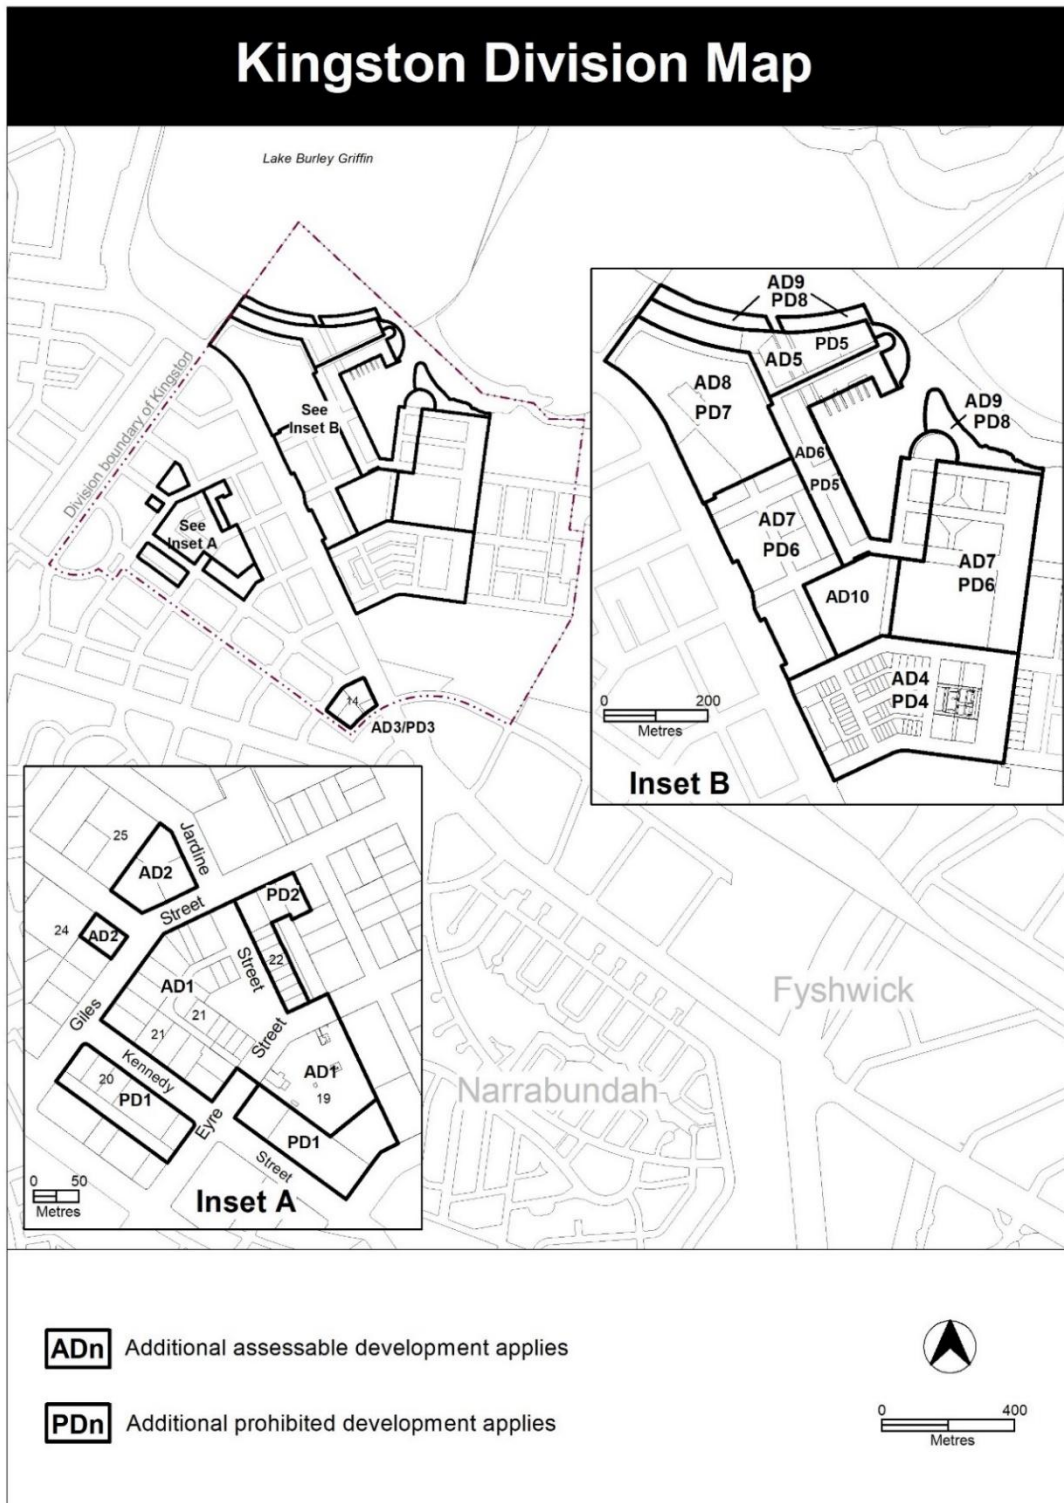 Kingston Division Map
Lake Burley Griffin
Division boundary of Kingston
See
Inset B
See
Inset A
14
AD3/PD3
AD9
PD8
AD5
PD5
AD8
PD7
AD9
PD8
AD6
PD5
AD7
PD6
AD7
PD6
AD10
AD4
PD4
0 200
Metres
Inset B
25
Jardine
AD2
Street
PD2
24
AD2
Street
22
AD1
21
Giles
21
Street
Kennedy
AD1
20
PD1
19
Eyre
PD1
Street
0 50
Metres
Inset A
Fyshwick
Narrabundah
ADn Additional assessable development applies
PDn Additional prohibited development applies
0 400
Metres